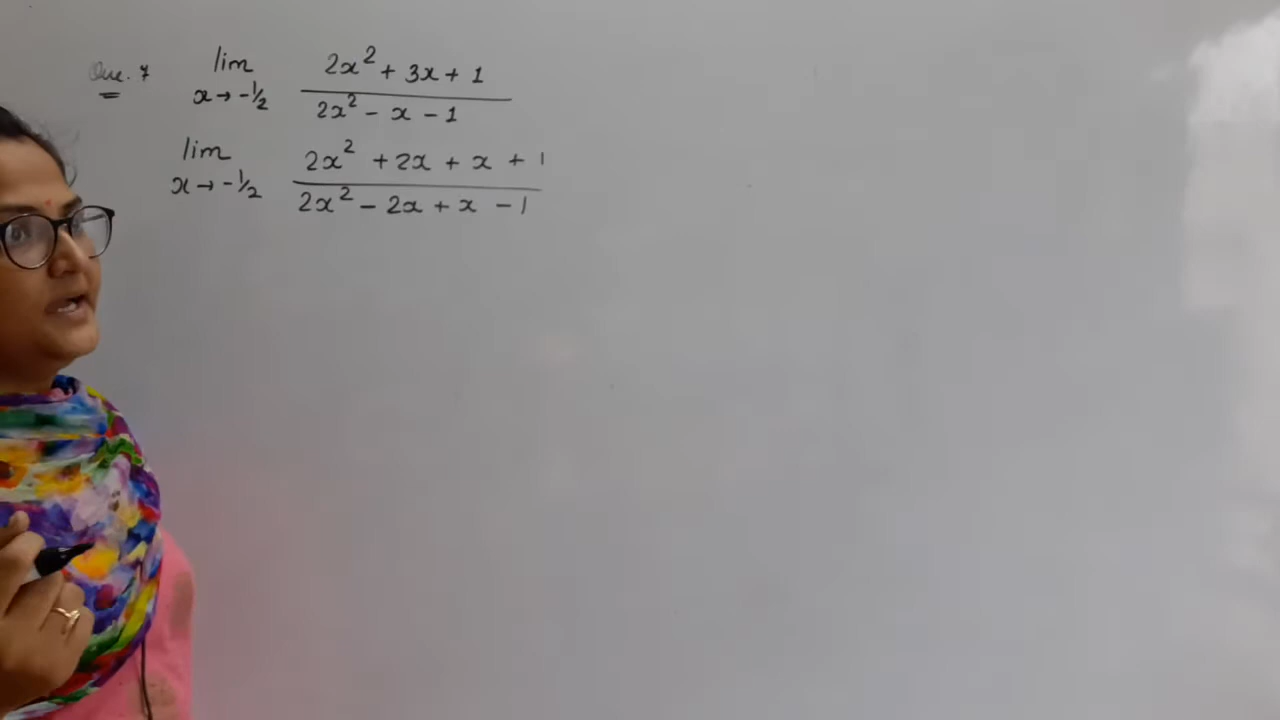 Que. 7 lim x→-1/2 (2x² + 3x + 1)/(2x² - x - 1)
lim x→-1/2 (2x² + 2x + x + 1)/(2x² - 2x + x - 1)